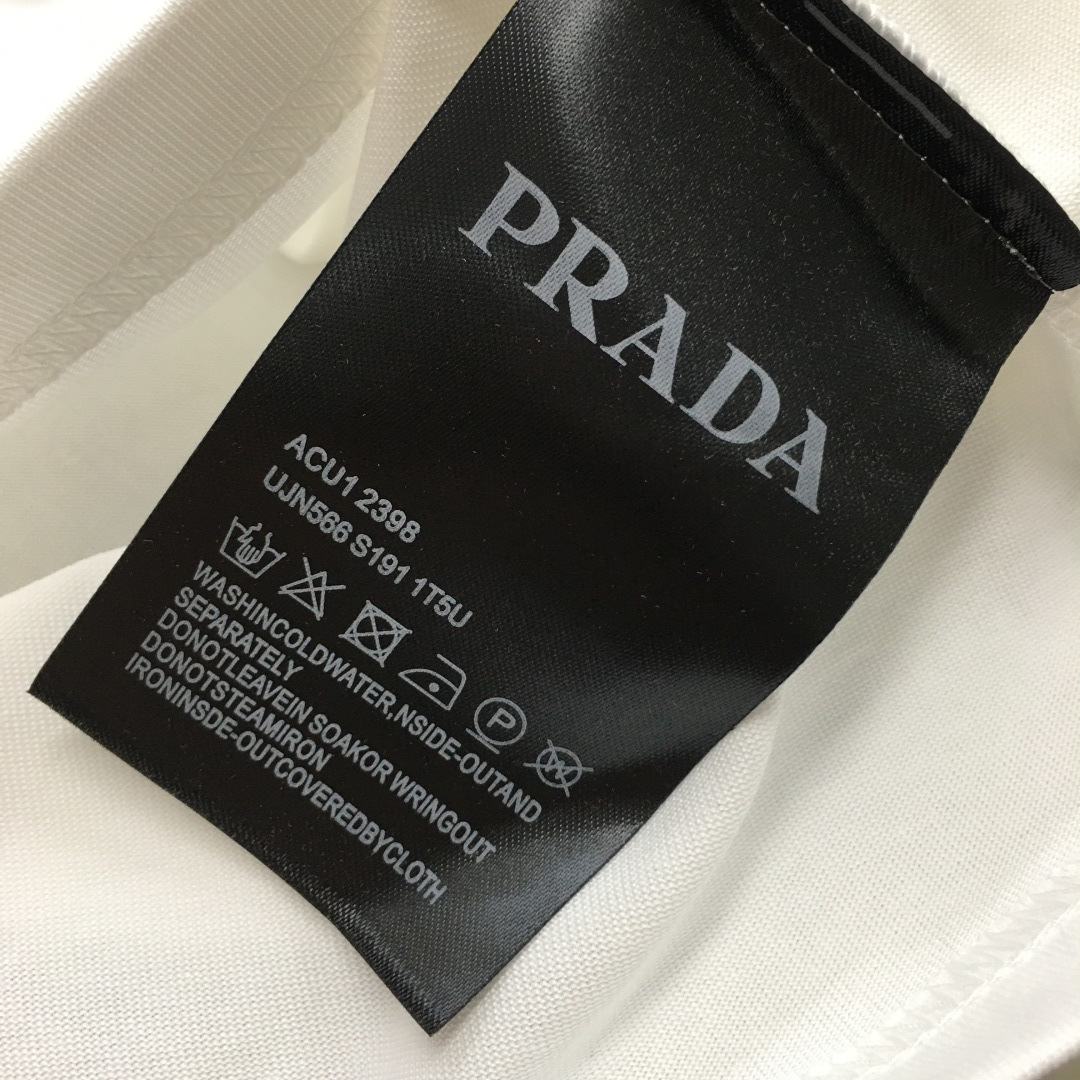 PRADA
ACU1 2398
UJN566 S191 1T5U
P
W
WASHINCOLDWATER,NSIDE-OUTAND
SEPARATELY
DONOTLEAVEIN SOAKOR WRINGOUT
DONOTSTEAMIRON
IRONINSDE-OUTCOVEREDBYCLOTH